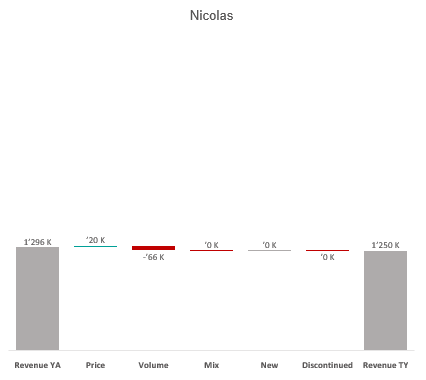 Nicolas
1'296 K
'20 K
-'66 K
'0 K
'0 K
'0 K
1'250 K
Revenue YA Price Volume Mix New Discontinued Revenue TY